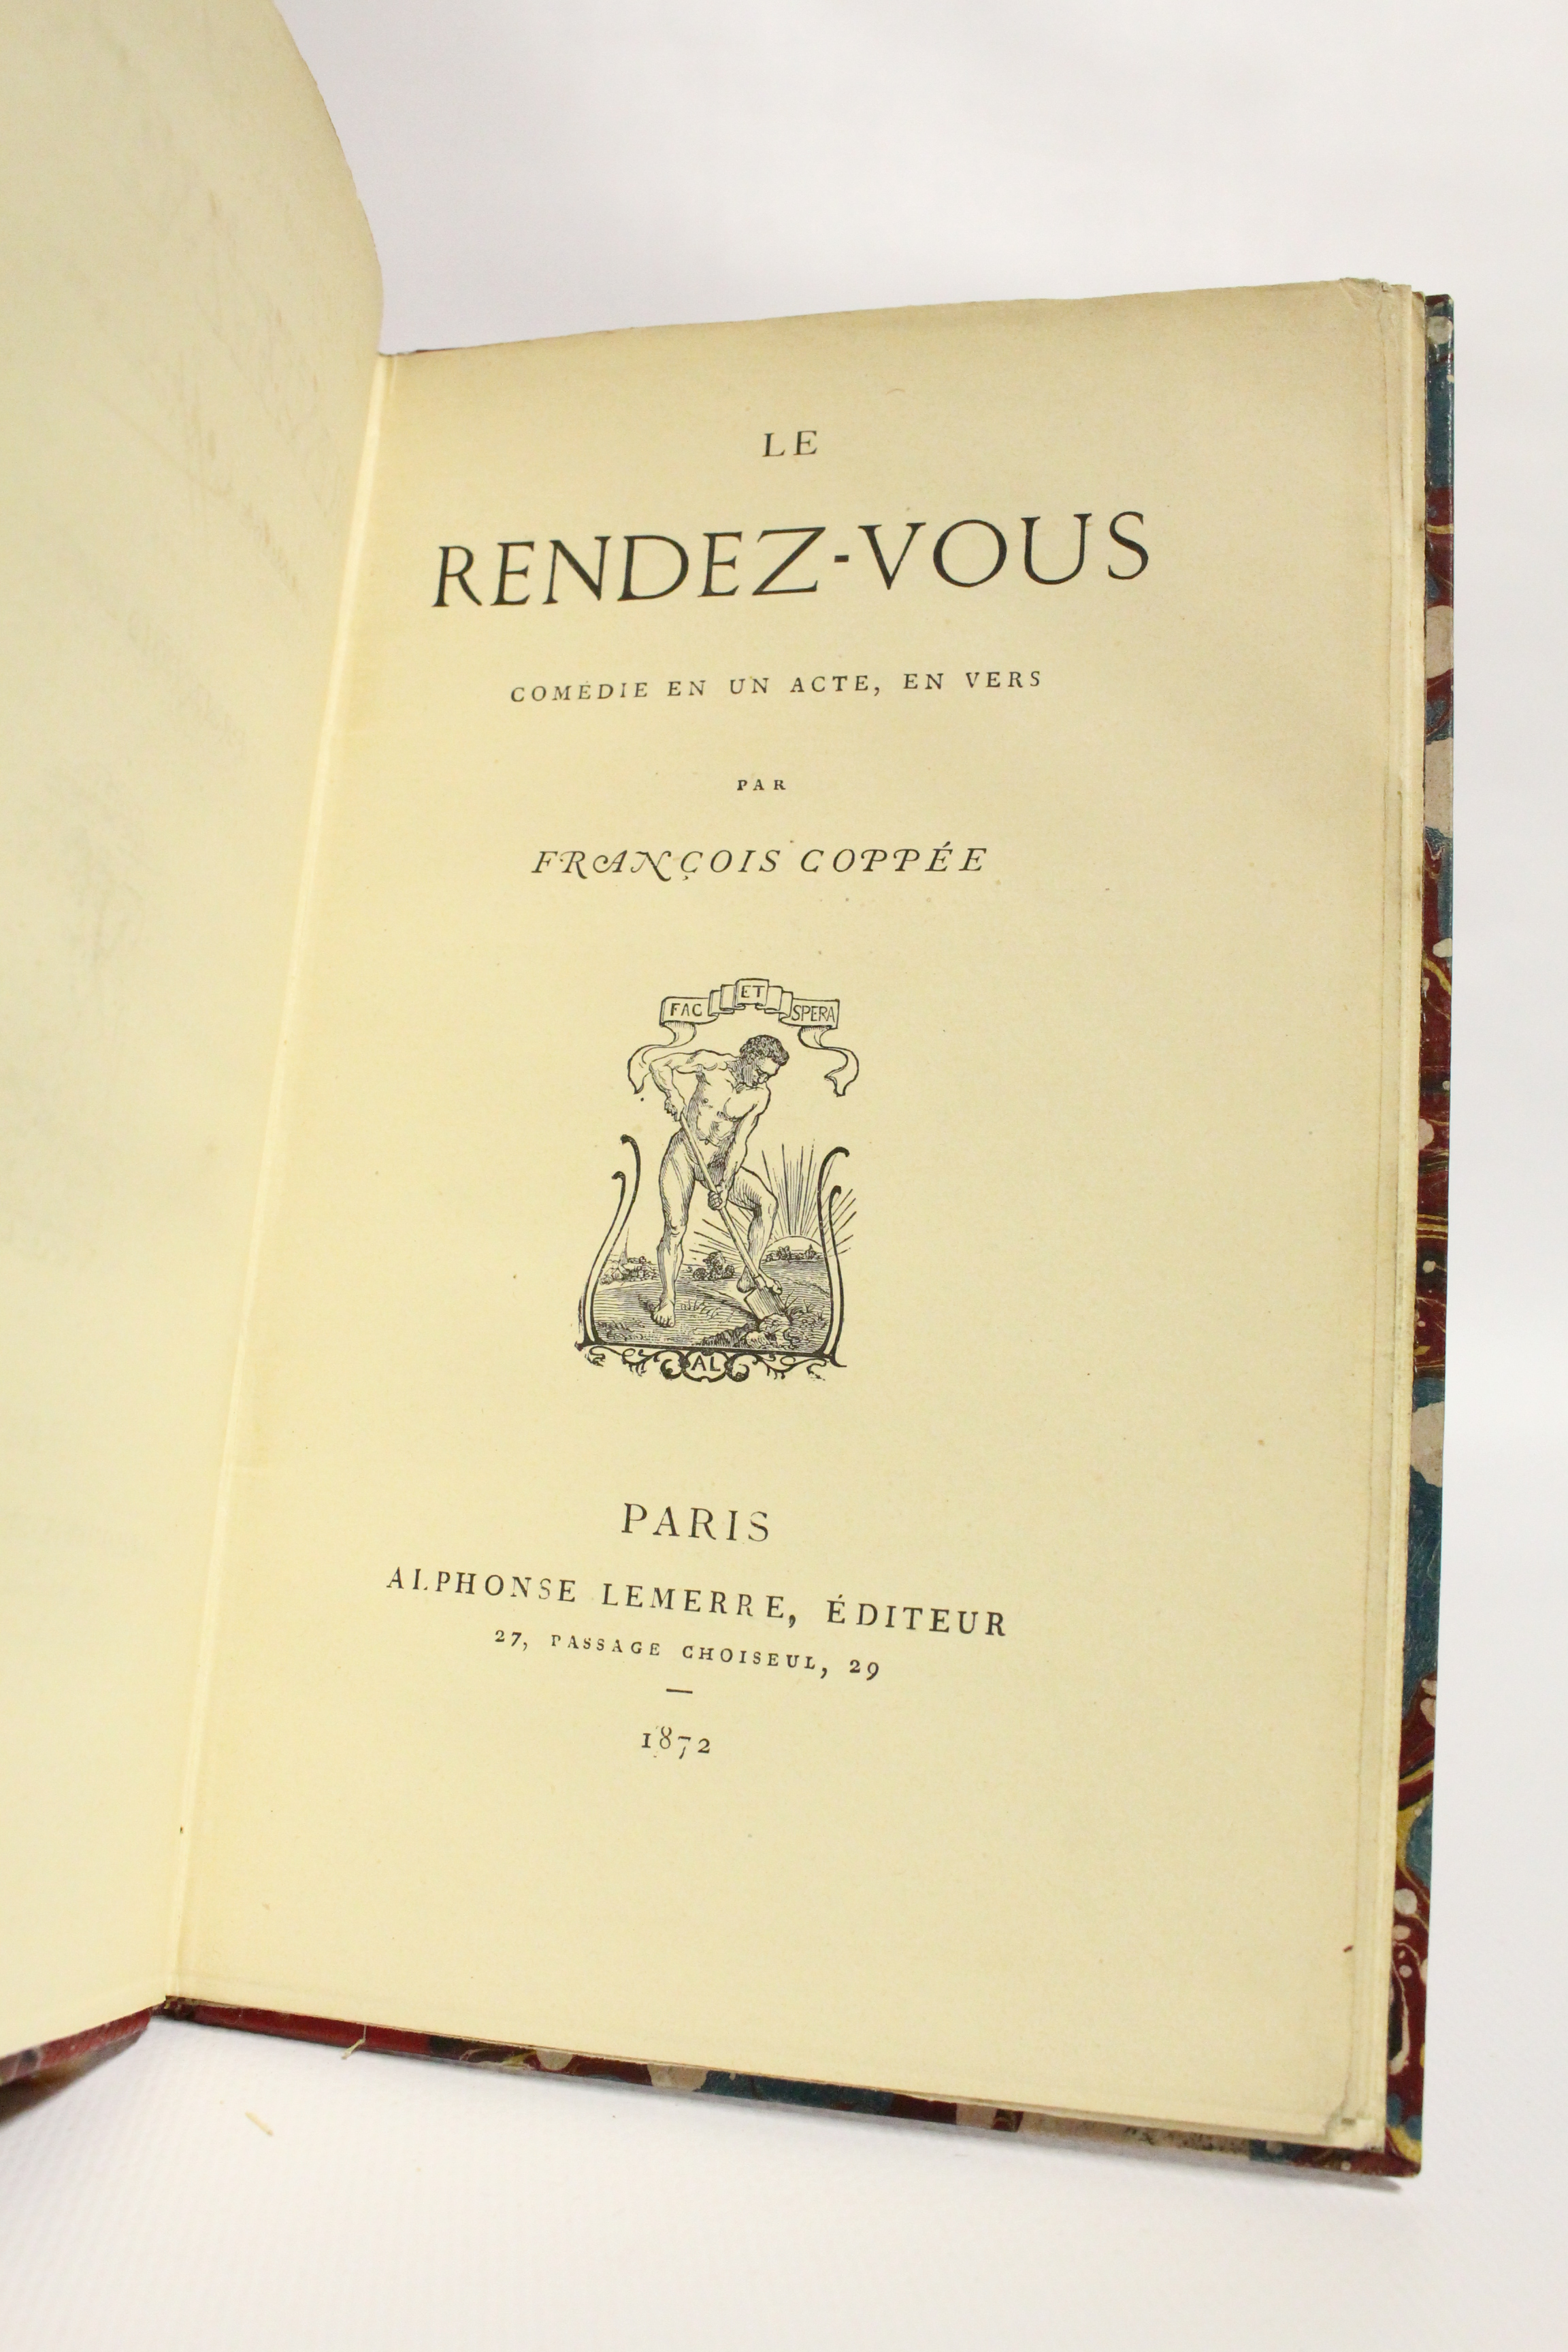 LE
RENDEZ-VOUS
COMÉDIE EN UN ACTE, EN VERS
PAR
FRANÇOIS COPPÉE
FAC ET SPERA
AL
PARIS
ALPHONSE LEMERRE, ÉDITEUR
27, PASSAGE CHOISEUL, 29
1872